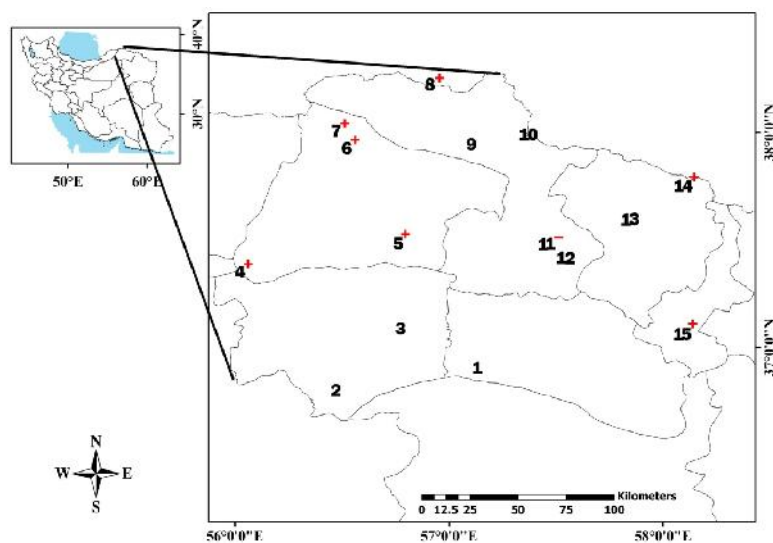 40°N
30°N
50°E
60°E
8
+
7
+
6
+
9
10
38°0'0"N
14
+
13
5
+
11
−
12
4
+
3
15
+
37°0'0"N
1
2
N
W E
S
Kilometers
0 12.5 25 50 75 100
56°0'0"E 57°0'0"E 58°0'0"E